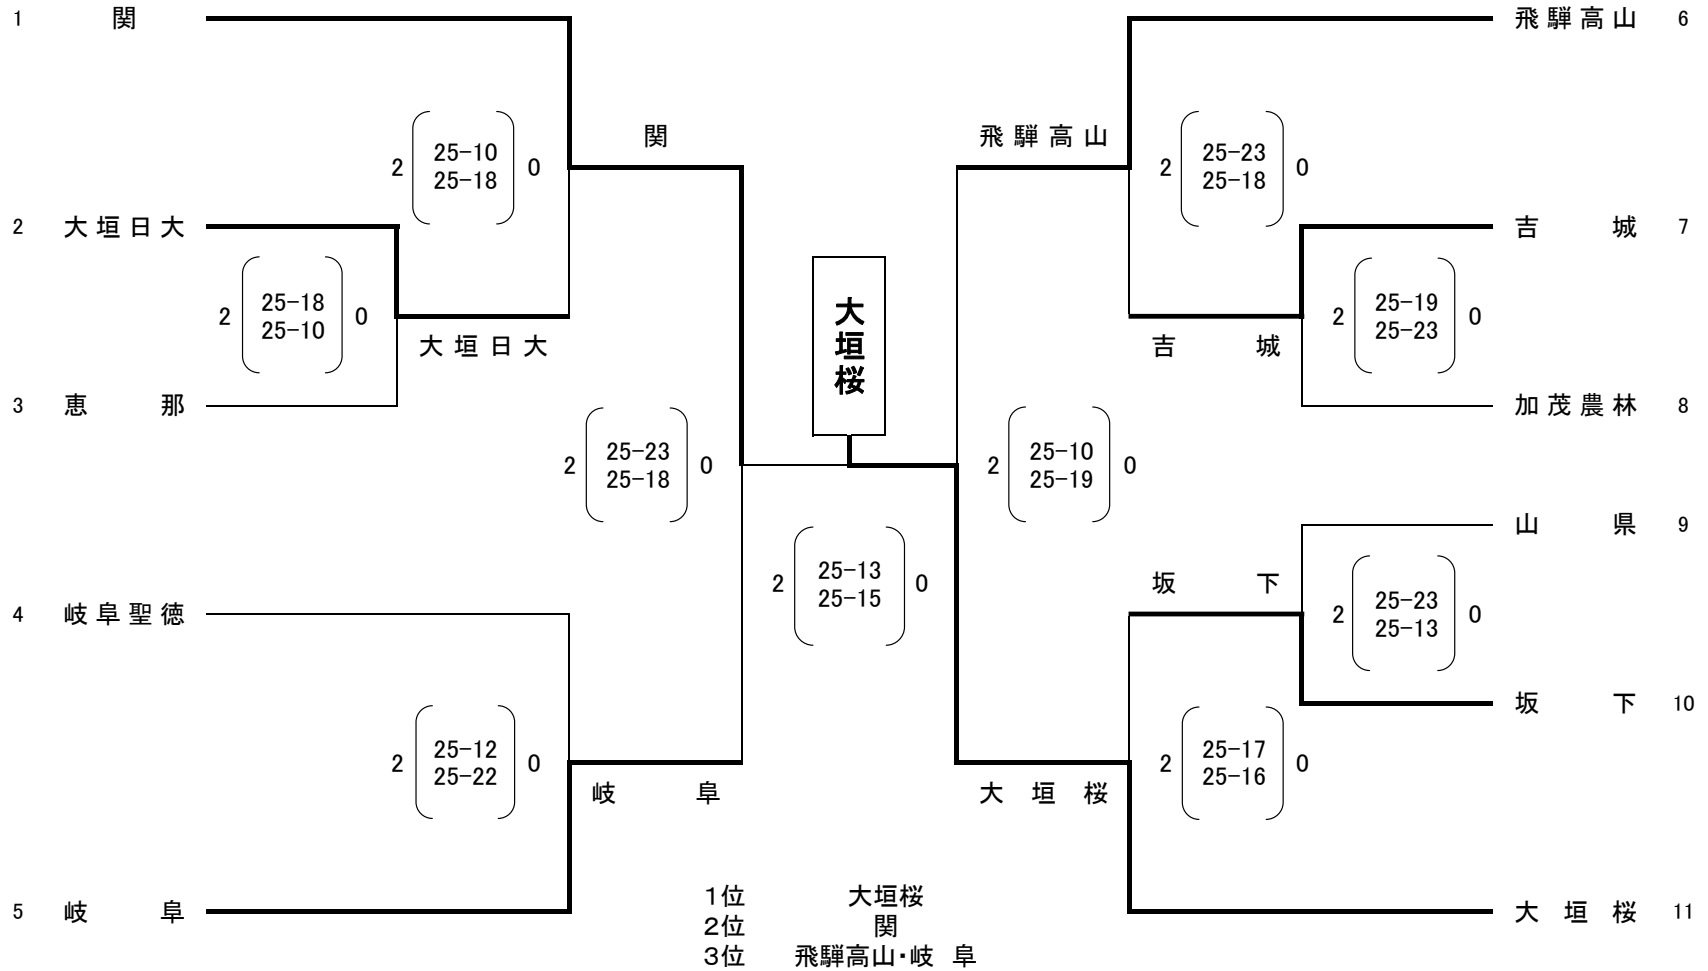 1 関
飛騨高山 6
関
飛騨高山
2 25-10 0
25-18
2 25-23 0
25-18
2 大垣日大
吉城 7
2 25-18 0
25-10
大垣日大
大垣桜
吉城
2 25-19 0
25-23
3 恵那
加茂農林 8
2 25-23 0
25-18
2 25-10 0
25-19
山県 9
2 25-13 0
25-15
坂下
2 25-23 0
25-13
4 岐阜聖徳
坂下 10
2 25-12 0
25-22
岐阜
大垣桜
2 25-17 0
25-16
5 岐阜
大垣桜 11
1位 大垣桜
2位 関
3位 飛騨高山・岐 阜